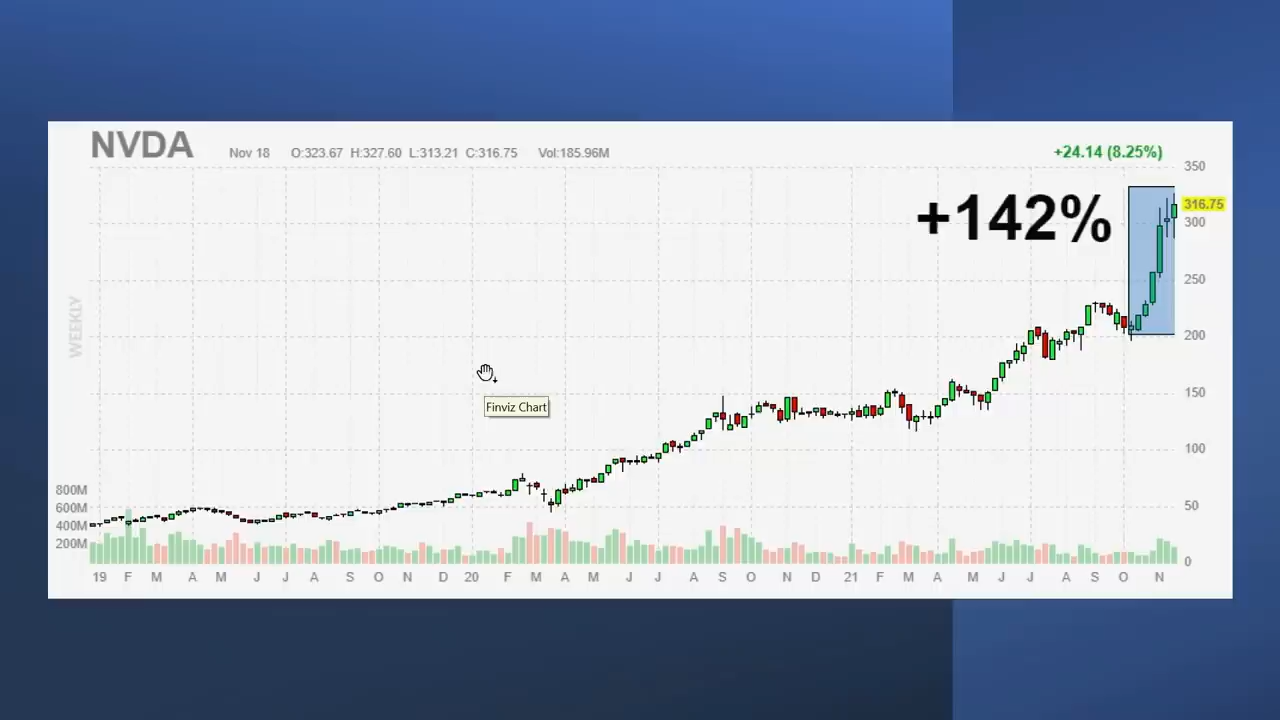 NVDA Nov 18 O:323.67 H:327.60 L:313.21 C:316.75 Vol:185.96M +24.14 (8.25%)
350
+142%
316.75
300
250
WEEKLY
200
150
Finviz Chart
100
800M
600M
50
400M
200M
0
19 F M A M J J A S O N D 20 F M A M J J A S O N D 21 F M A M J J A S O N